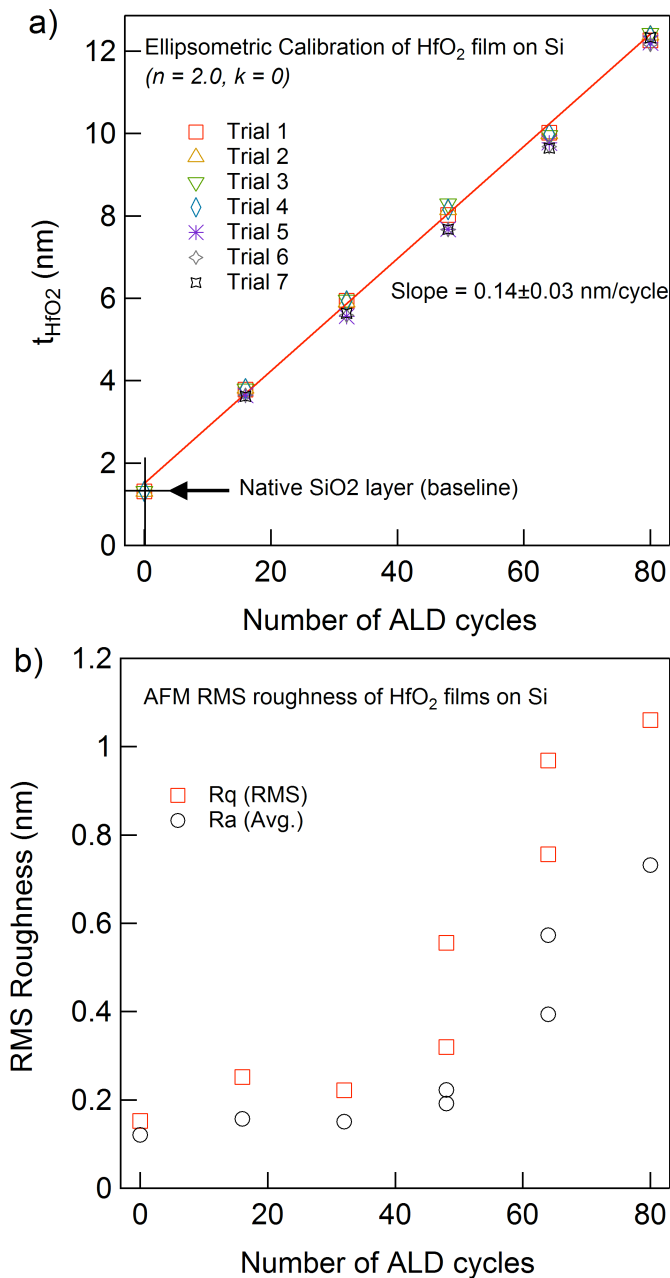 a)
Ellipsometric Calibration of HfO₂ film on Si
(n = 2.0, k = 0)
Trial 1
Trial 2
Trial 3
Trial 4
Trial 5
Trial 6
Trial 7
Slope = 0.14±0.03 nm/cycle
Native SiO2 layer (baseline)
12
10
8
6
4
2
0
t_HfO2 (nm)
0 20 40 60 80
Number of ALD cycles
b)
AFM RMS roughness of HfO₂ films on Si
Rq (RMS)
Ra (Avg.)
1.2
1
0.8
0.6
0.4
0.2
0
RMS Roughness (nm)
0 20 40 60 80
Number of ALD cycles